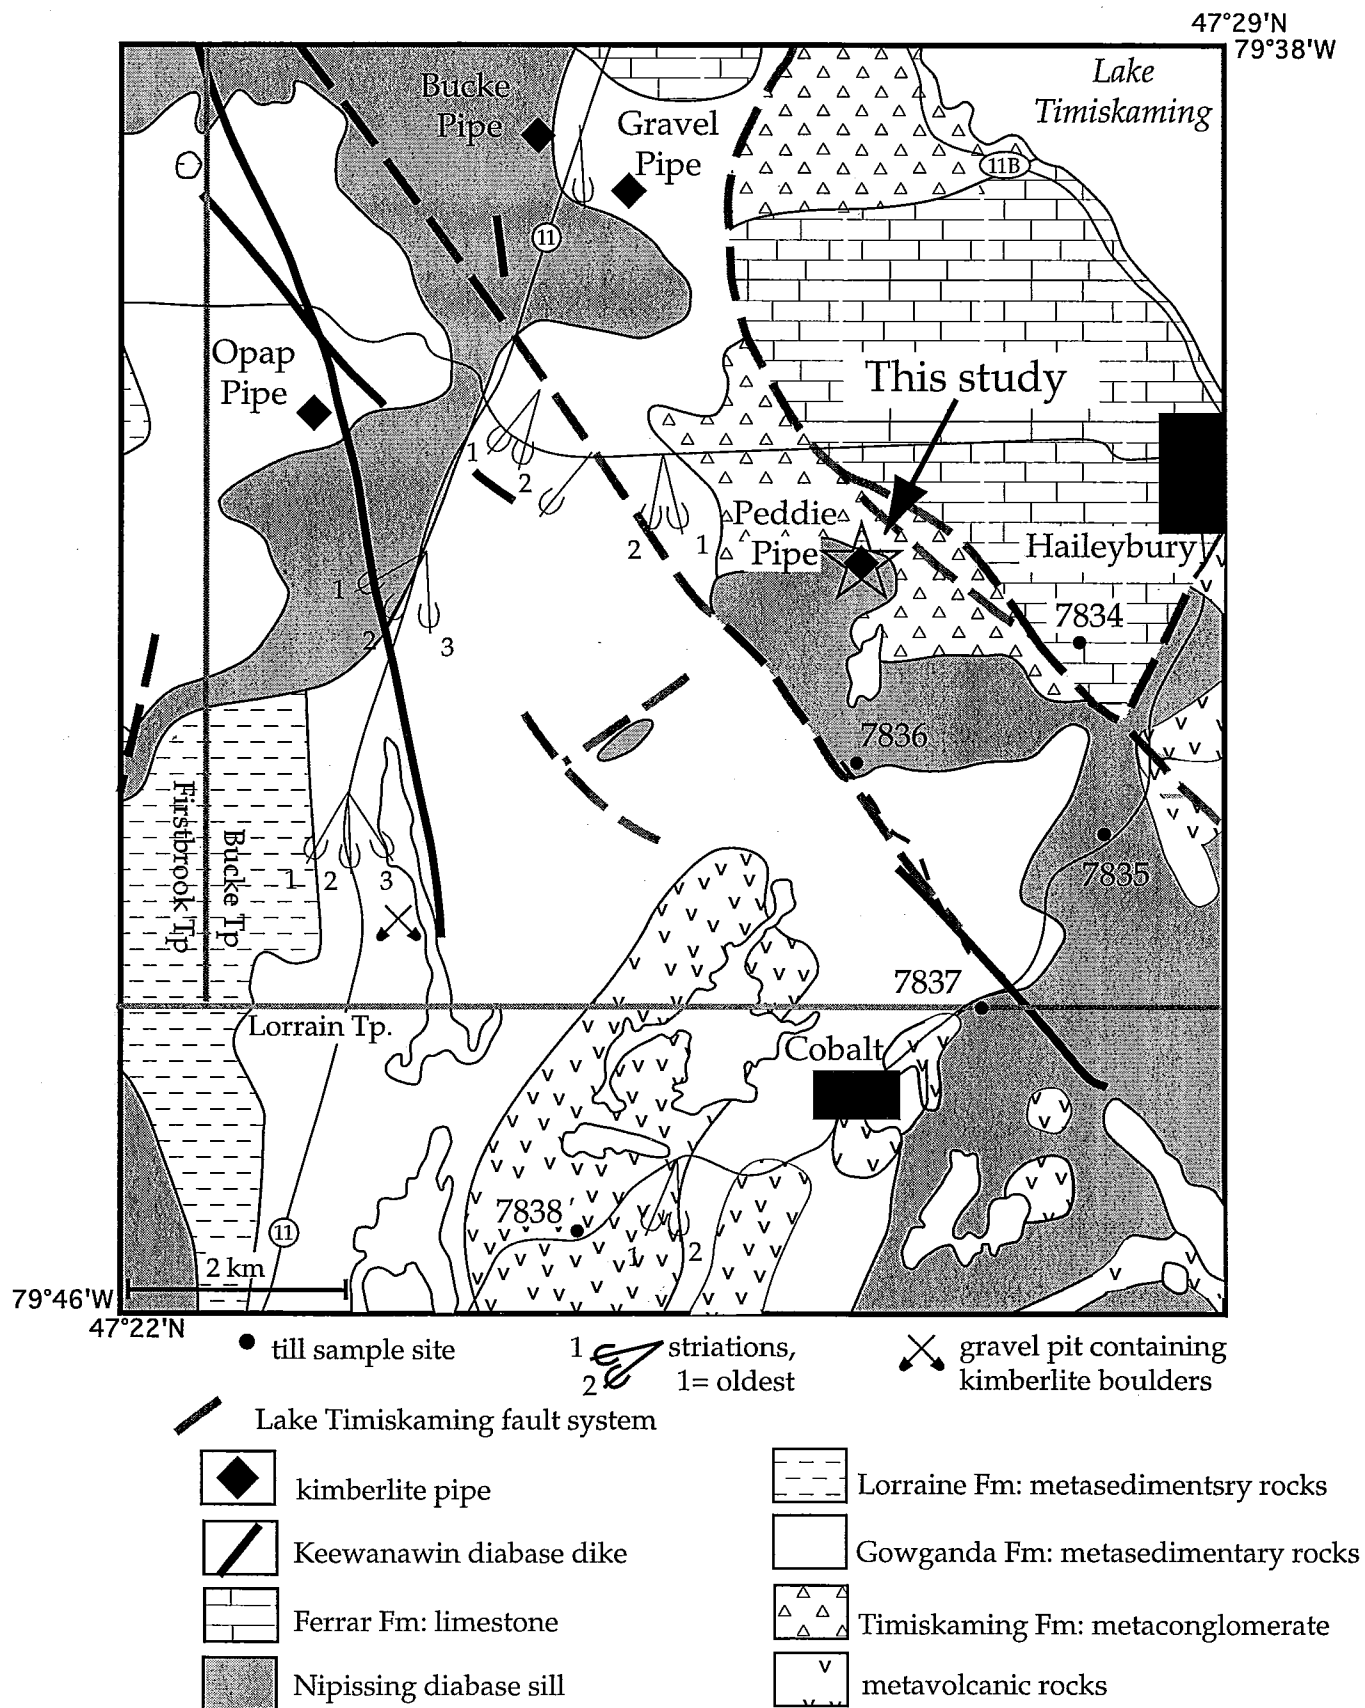 47°29'N
79°38'W
Lake
Timiskaming
Bucke
Pipe
Gravel
Pipe
11B
11
Opap
Pipe
This study
1
2
Peddie
Pipe
2
1
Haileybury
1
2
3
7834
7836
Firstbrook Tp
Bucke Tp
1
2
3
7835
7837
Lorrain Tp.
Cobalt
7838
1
2
11
2 km
79°46'W
47°22'N
till sample site
1
2
striations,
1= oldest
gravel pit containing
kimberlite boulders
Lake Timiskaming fault system
kimberlite pipe
Lorraine Fm: metasedimentsry rocks
Keewanawin diabase dike
Gowganda Fm: metasedimentary rocks
Ferrar Fm: limestone
Timiskaming Fm: metaconglomerate
Nipissing diabase sill
metavolcanic rocks